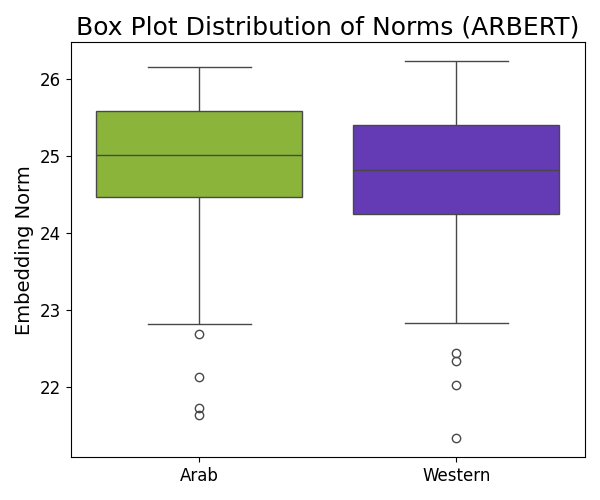 Box Plot Distribution of Norms (ARBERT)
Embedding Norm
26
25
24
23
22
Arab
Western